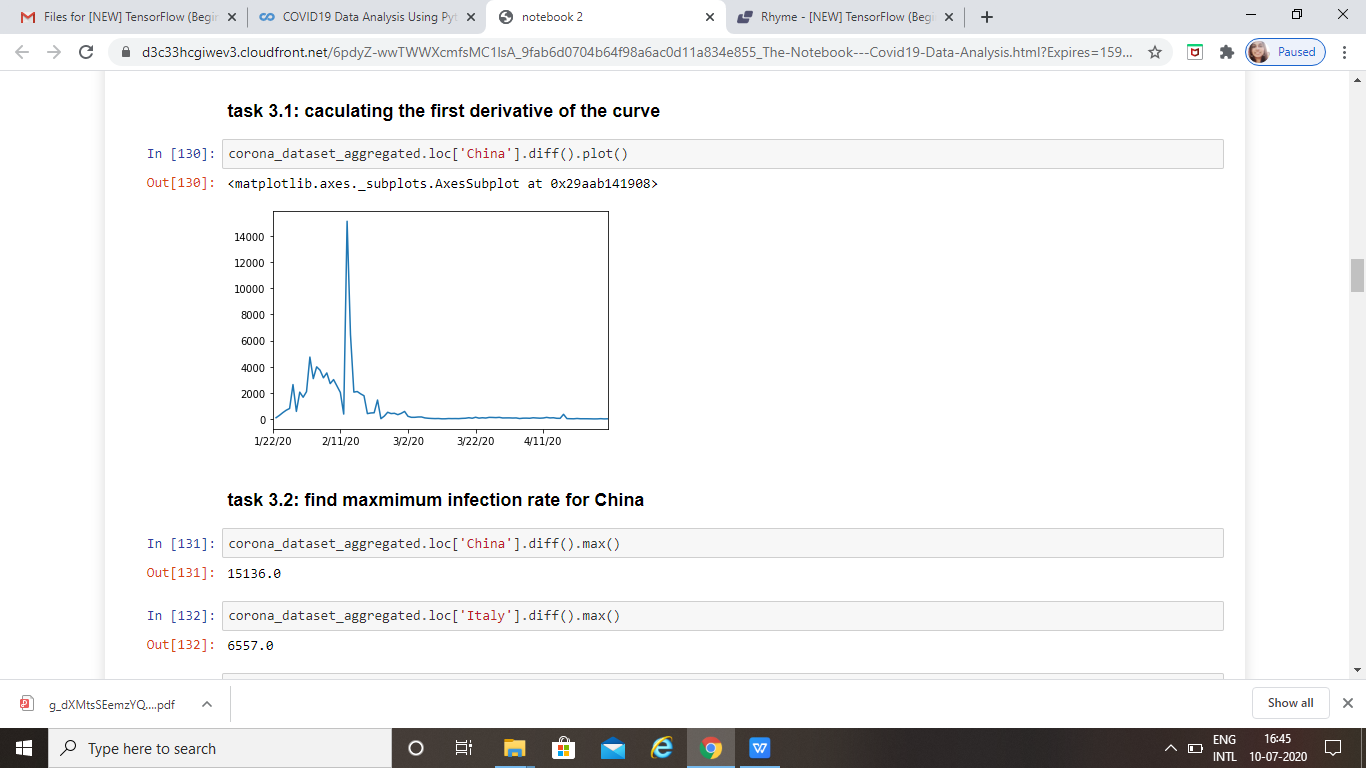 Files for [NEW] TensorFlow (Begi
COVID19 Data Analysis Using Pyt
notebook 2
Rhyme - [NEW] TensorFlow (Begi
d3c33hcgiwev3.cloudfront.net/6pdyZ-wwTWWXcmfsMC1lsA_9fab6d0704b64f98a6ac0d11a834e855_The-Notebook---Covid19-Data-Analysis.html?Expires=159...
Paused
task 3.1: caculating the first derivative of the curve
In [130]: corona_dataset_aggregated.loc['China'].diff().plot()
Out[130]: <matplotlib.axes._subplots.AxesSubplot at 0x29aab141908>
14000
12000
10000
8000
6000
4000
2000
0
1/22/20 2/11/20 3/2/20 3/22/20 4/11/20
task 3.2: find maxmimum infection rate for China
In [131]: corona_dataset_aggregated.loc['China'].diff().max()
Out[131]: 15136.0
In [132]: corona_dataset_aggregated.loc['Italy'].diff().max()
Out[132]: 6557.0
g_dXMtsSEemzYQ....pdf
Show all
Type here to search
ENG
INTL
16:45
10-07-2020